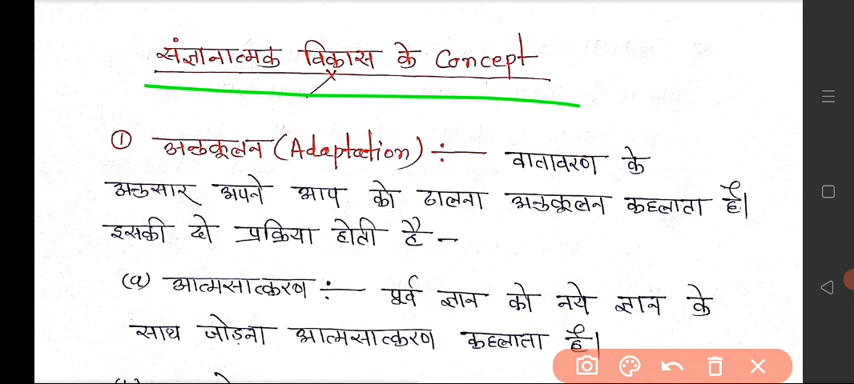 संज्ञानात्मक विकास के Concept
① अनुकूलन (Adaptation) :— वातावरण के
अनुसार अपने आप को ढालना अनुकूलन कहलाता है।
इसकी दो प्रक्रिया होती है –
(a) आत्मसात्करण :— पूर्व ज्ञान को नये ज्ञान के
साथ जोड़ना आत्मसात्करण कहलाता है।